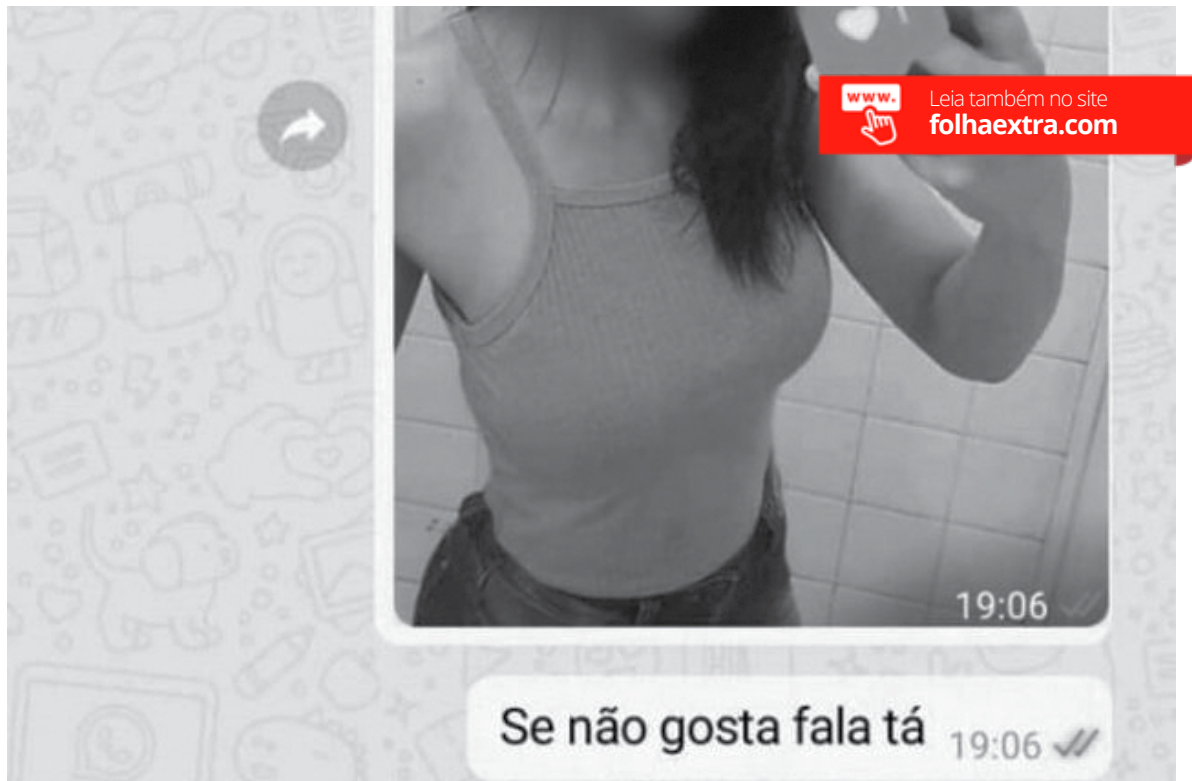 www.
Leia também no site
folhaextra.com
19:06
Se não gosta fala tá 19:06